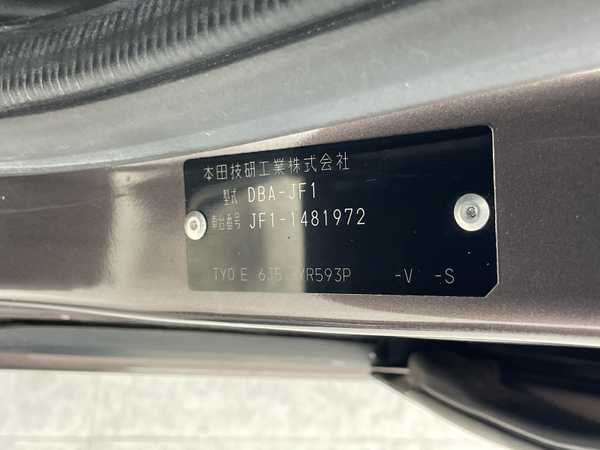 本田技研工業株式会社
型式 DBA-JF1
車台番号 JF1-1481972
TYO E 6J5 YR593P -V -S